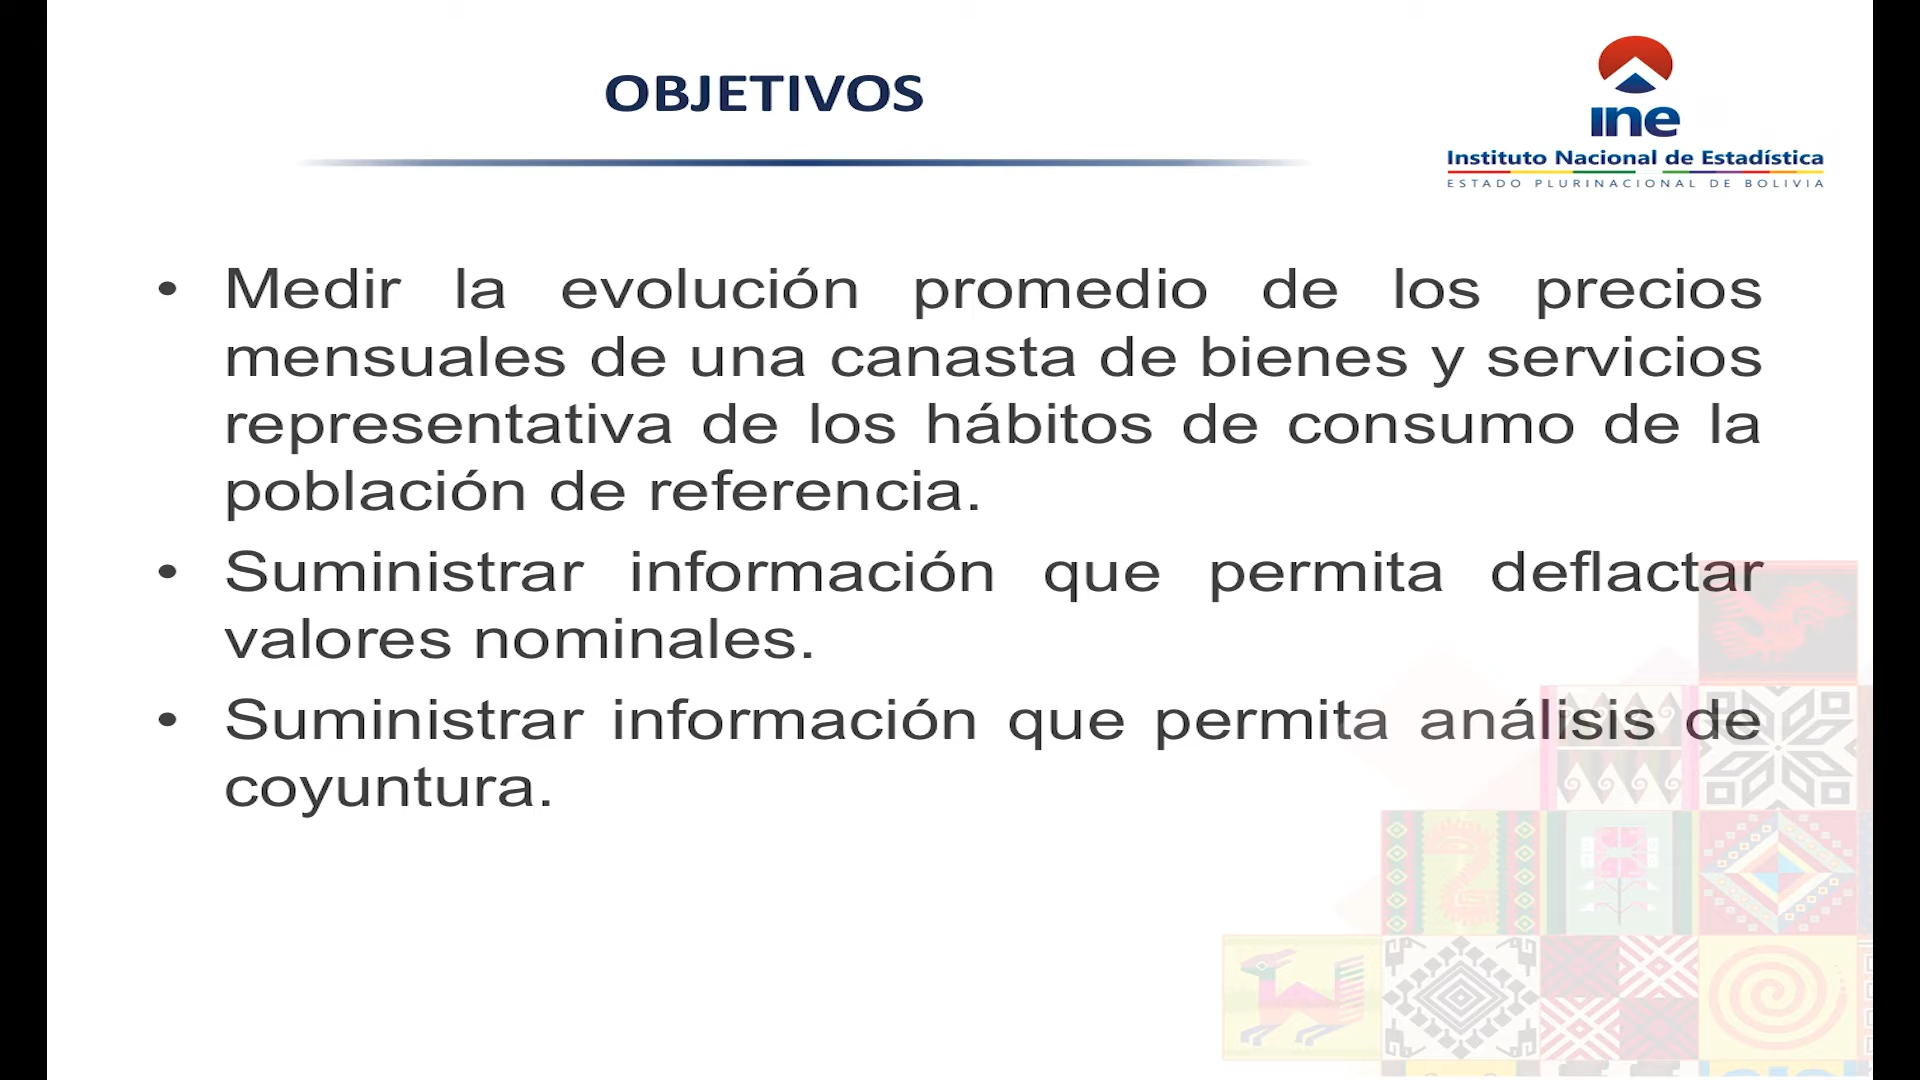 OBJETIVOS
ine
Instituto Nacional de Estadística
ESTADO PLURINACIONAL DE BOLIVIA
• Medir la evolución promedio de los precios
mensuales de una canasta de bienes y servicios
representativa de los hábitos de consumo de la
población de referencia.
• Suministrar información que permita deflactar
valores nominales.
• Suministrar información que permita análisis de
coyuntura.